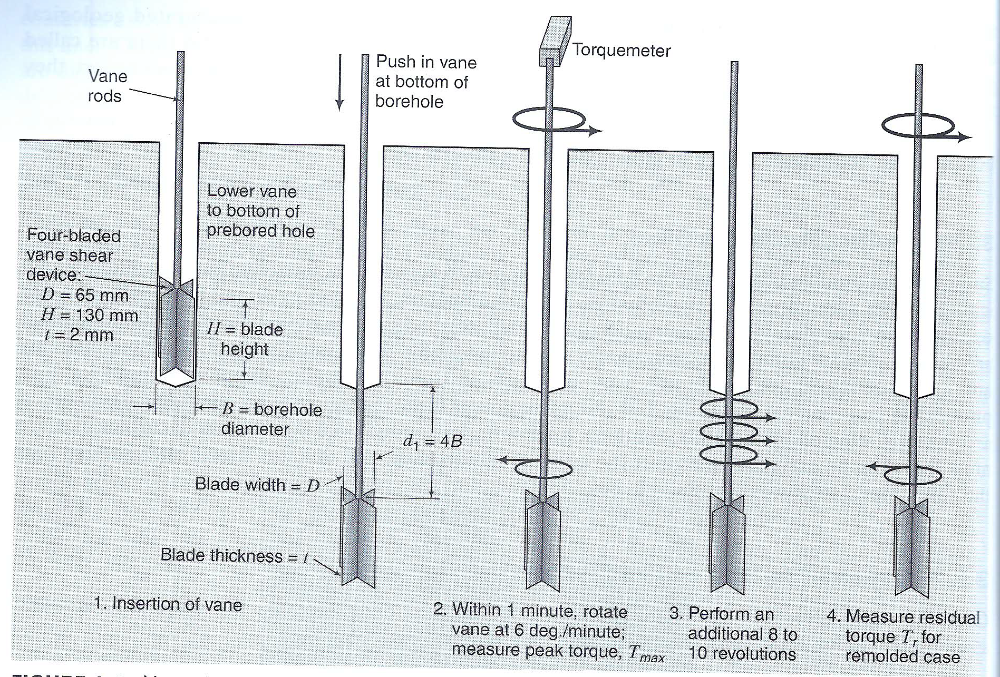 Vane
rods
Push in vane
at bottom of
borehole
Torquemeter
Lower vane
to bottom of
prebored hole
Four-bladed
vane shear
device:
D = 65 mm
H = 130 mm
t = 2 mm
H = blade
height
B = borehole
diameter
d₁ = 4B
Blade width = D
Blade thickness = t
1. Insertion of vane
2. Within 1 minute, rotate
vane at 6 deg./minute;
measure peak torque, Tmax
3. Perform an
additional 8 to
10 revolutions
4. Measure residual
torque Tr for
remolded case